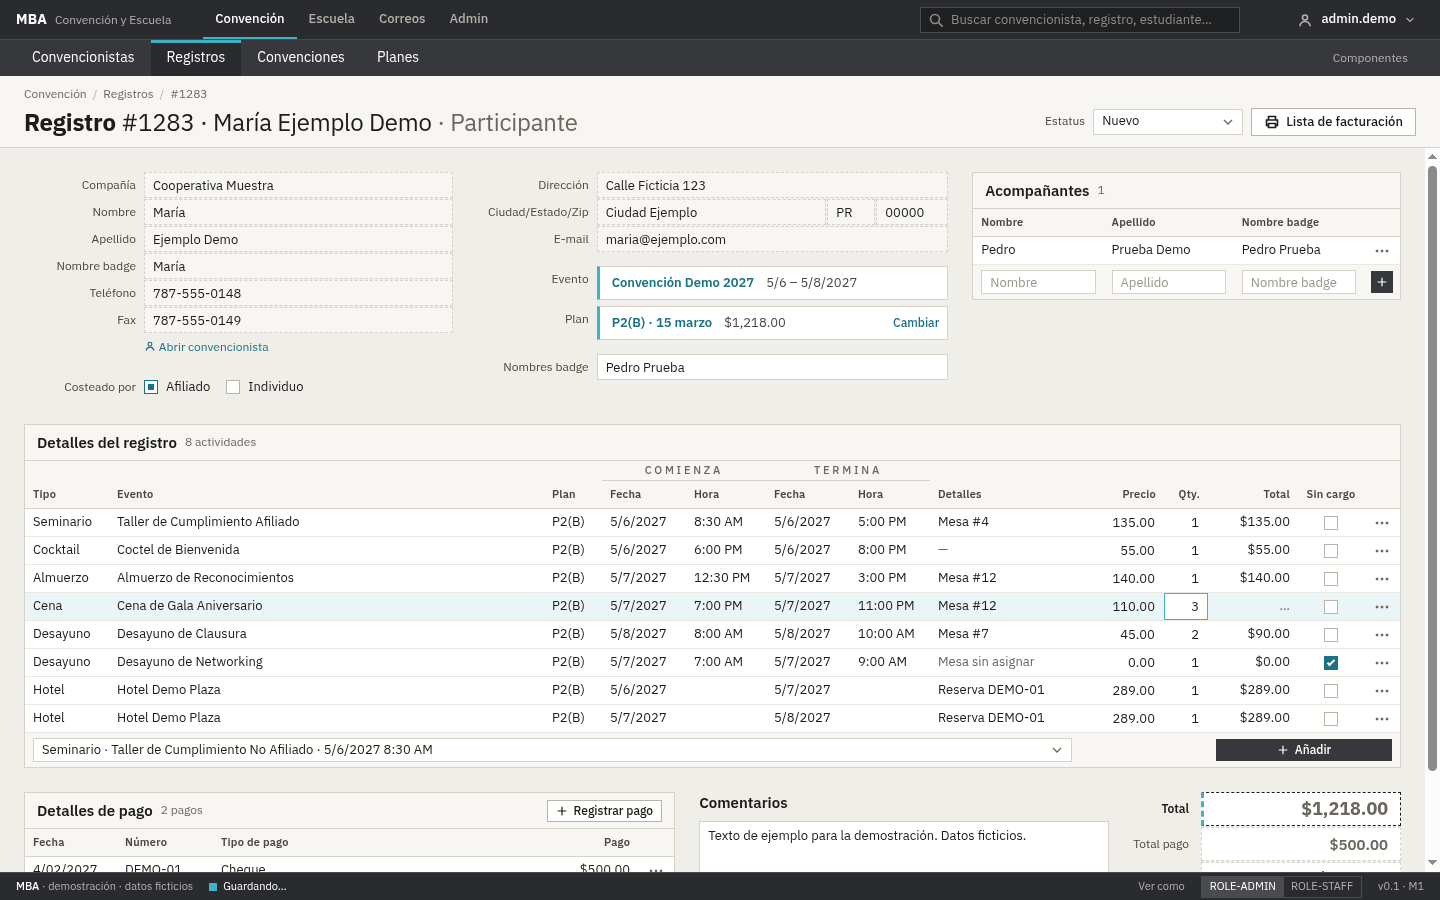 MBA Convención y Escuela Convención Escuela Correos Admin Buscar convencionista, registro, estudiante... admin.demo
Convencionistas Registros Convenciones Planes Componentes
Convención / Registros / #1283
Registro #1283 · María Ejemplo Demo · Participante Estatus Nuevo Lista de facturación
Compañía Cooperativa Muestra
Nombre María
Apellido Ejemplo Demo
Nombre badge María
Teléfono 787-555-0148
Fax 787-555-0149
Abrir convencionista
Costeado por Afiliado Individuo
Dirección Calle Ficticia 123
Ciudad/Estado/Zip Ciudad Ejemplo PR 00000
E-mail maria@ejemplo.com
Evento Convención Demo 2027 5/6 – 5/8/2027
Plan P2(B) · 15 marzo $1,218.00 Cambiar
Nombres badge Pedro Prueba
Acompañantes 1
Nombre Apellido Nombre badge
Pedro Prueba Demo Pedro Prueba
Nombre Apellido Nombre badge
Detalles del registro 8 actividades
COMIENZA TERMINA
Tipo Evento Plan Fecha Hora Fecha Hora Detalles Precio Qty. Total Sin cargo
Seminario Taller de Cumplimiento Afiliado P2(B) 5/6/2027 8:30 AM 5/6/2027 5:00 PM Mesa #4 135.00 1 $135.00
Cocktail Coctel de Bienvenida P2(B) 5/6/2027 6:00 PM 5/6/2027 8:00 PM — 55.00 1 $55.00
Almuerzo Almuerzo de Reconocimientos P2(B) 5/7/2027 12:30 PM 5/7/2027 3:00 PM Mesa #12 140.00 1 $140.00
Cena Cena de Gala Aniversario P2(B) 5/7/2027 7:00 PM 5/7/2027 11:00 PM Mesa #12 110.00 3 ...
Desayuno Desayuno de Clausura P2(B) 5/8/2027 8:00 AM 5/8/2027 10:00 AM Mesa #7 45.00 2 $90.00
Desayuno Desayuno de Networking P2(B) 5/7/2027 7:00 AM 5/7/2027 9:00 AM Mesa sin asignar 0.00 1 $0.00
Hotel Hotel Demo Plaza P2(B) 5/6/2027 5/7/2027 Reserva DEMO-01 289.00 1 $289.00
Hotel Hotel Demo Plaza P2(B) 5/7/2027 5/8/2027 Reserva DEMO-01 289.00 1 $289.00
Seminario · Taller de Cumplimiento No Afiliado · 5/6/2027 8:30 AM + Añadir
Detalles de pago 2 pagos + Registrar pago
Fecha Número Tipo de pago Pago
4/02/2027 DEMO-01 Cheque $500.00
Comentarios
Texto de ejemplo para la demostración. Datos ficticios.
Total $1,218.00
Total pago $500.00
MBA · demostración · datos ficticios Guardando... Ver como ROLE-ADMIN ROLE-STAFF v0.1 · M1